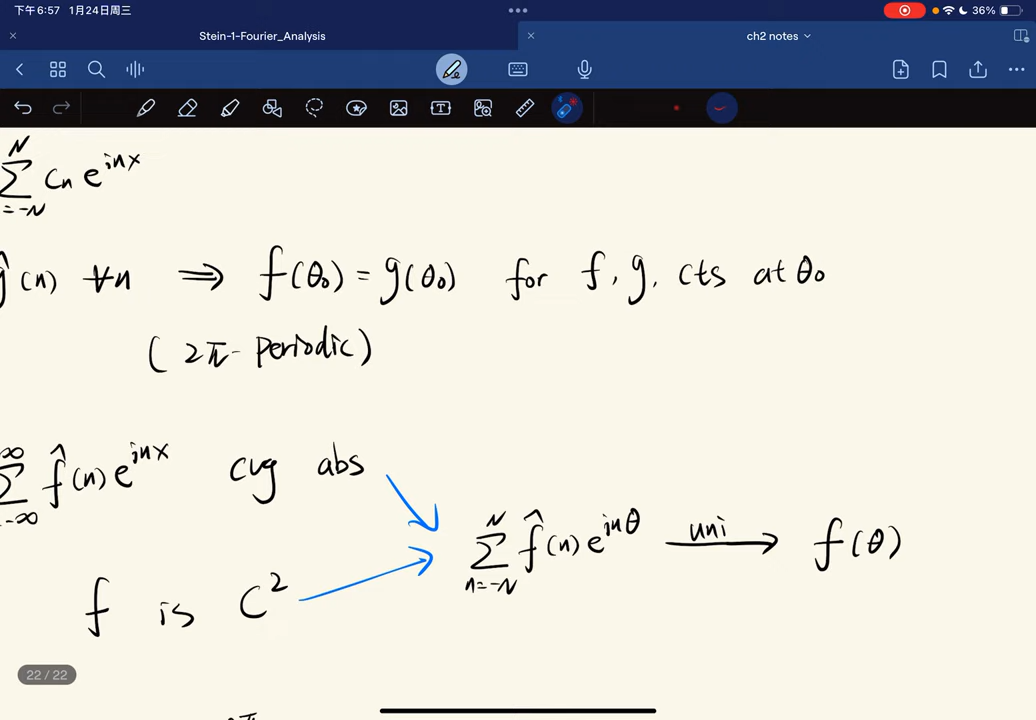 下午6:57 1月24日周三 36%
Stein-1-Fourier_Analysis ch2 notes
N
∑ cₙ e^{inx}
=-N
ĝ(n) ∀n ⟹ f(θ₀) = g(θ₀) for f, g, cts at θ₀
(2π- periodic)
∞
∑ f̂(n) e^{inx} cvg abs
-∞
N
∑ f̂(n) e^{inθ} uni⟶ f(θ)
n=-N
f is C²
22 / 22